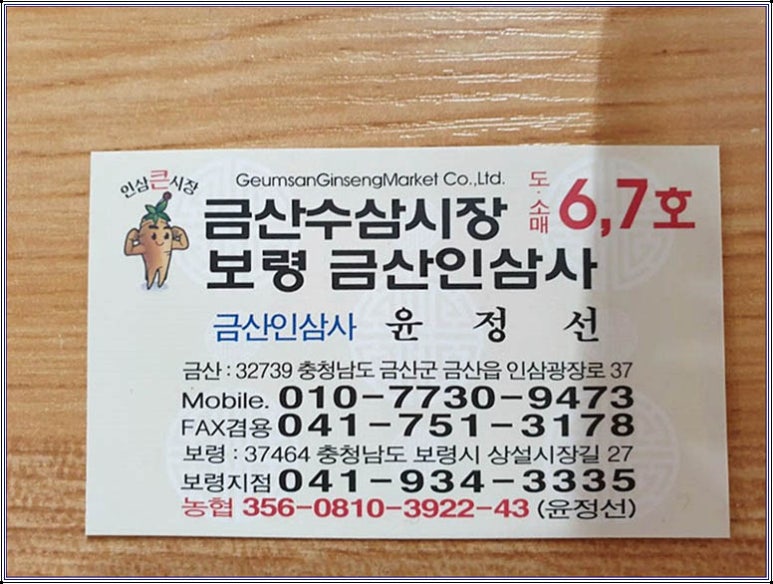 인삼큰시장
GeumsanGinsengMarket Co.,Ltd.
금산수삼시장 도·소매 6,7호
보령 금산인삼사
금산인삼사 윤 정 선
금산 : 32739 충청남도 금산군 금산읍 인삼광장로 37
Mobile. 010-7730-9473
FAX겸용 041-751-3178
보령 : 37464 충청남도 보령시 상설시장길 27
보령지점 041-934-3335
농협 356-0810-3922-43 (윤정선)